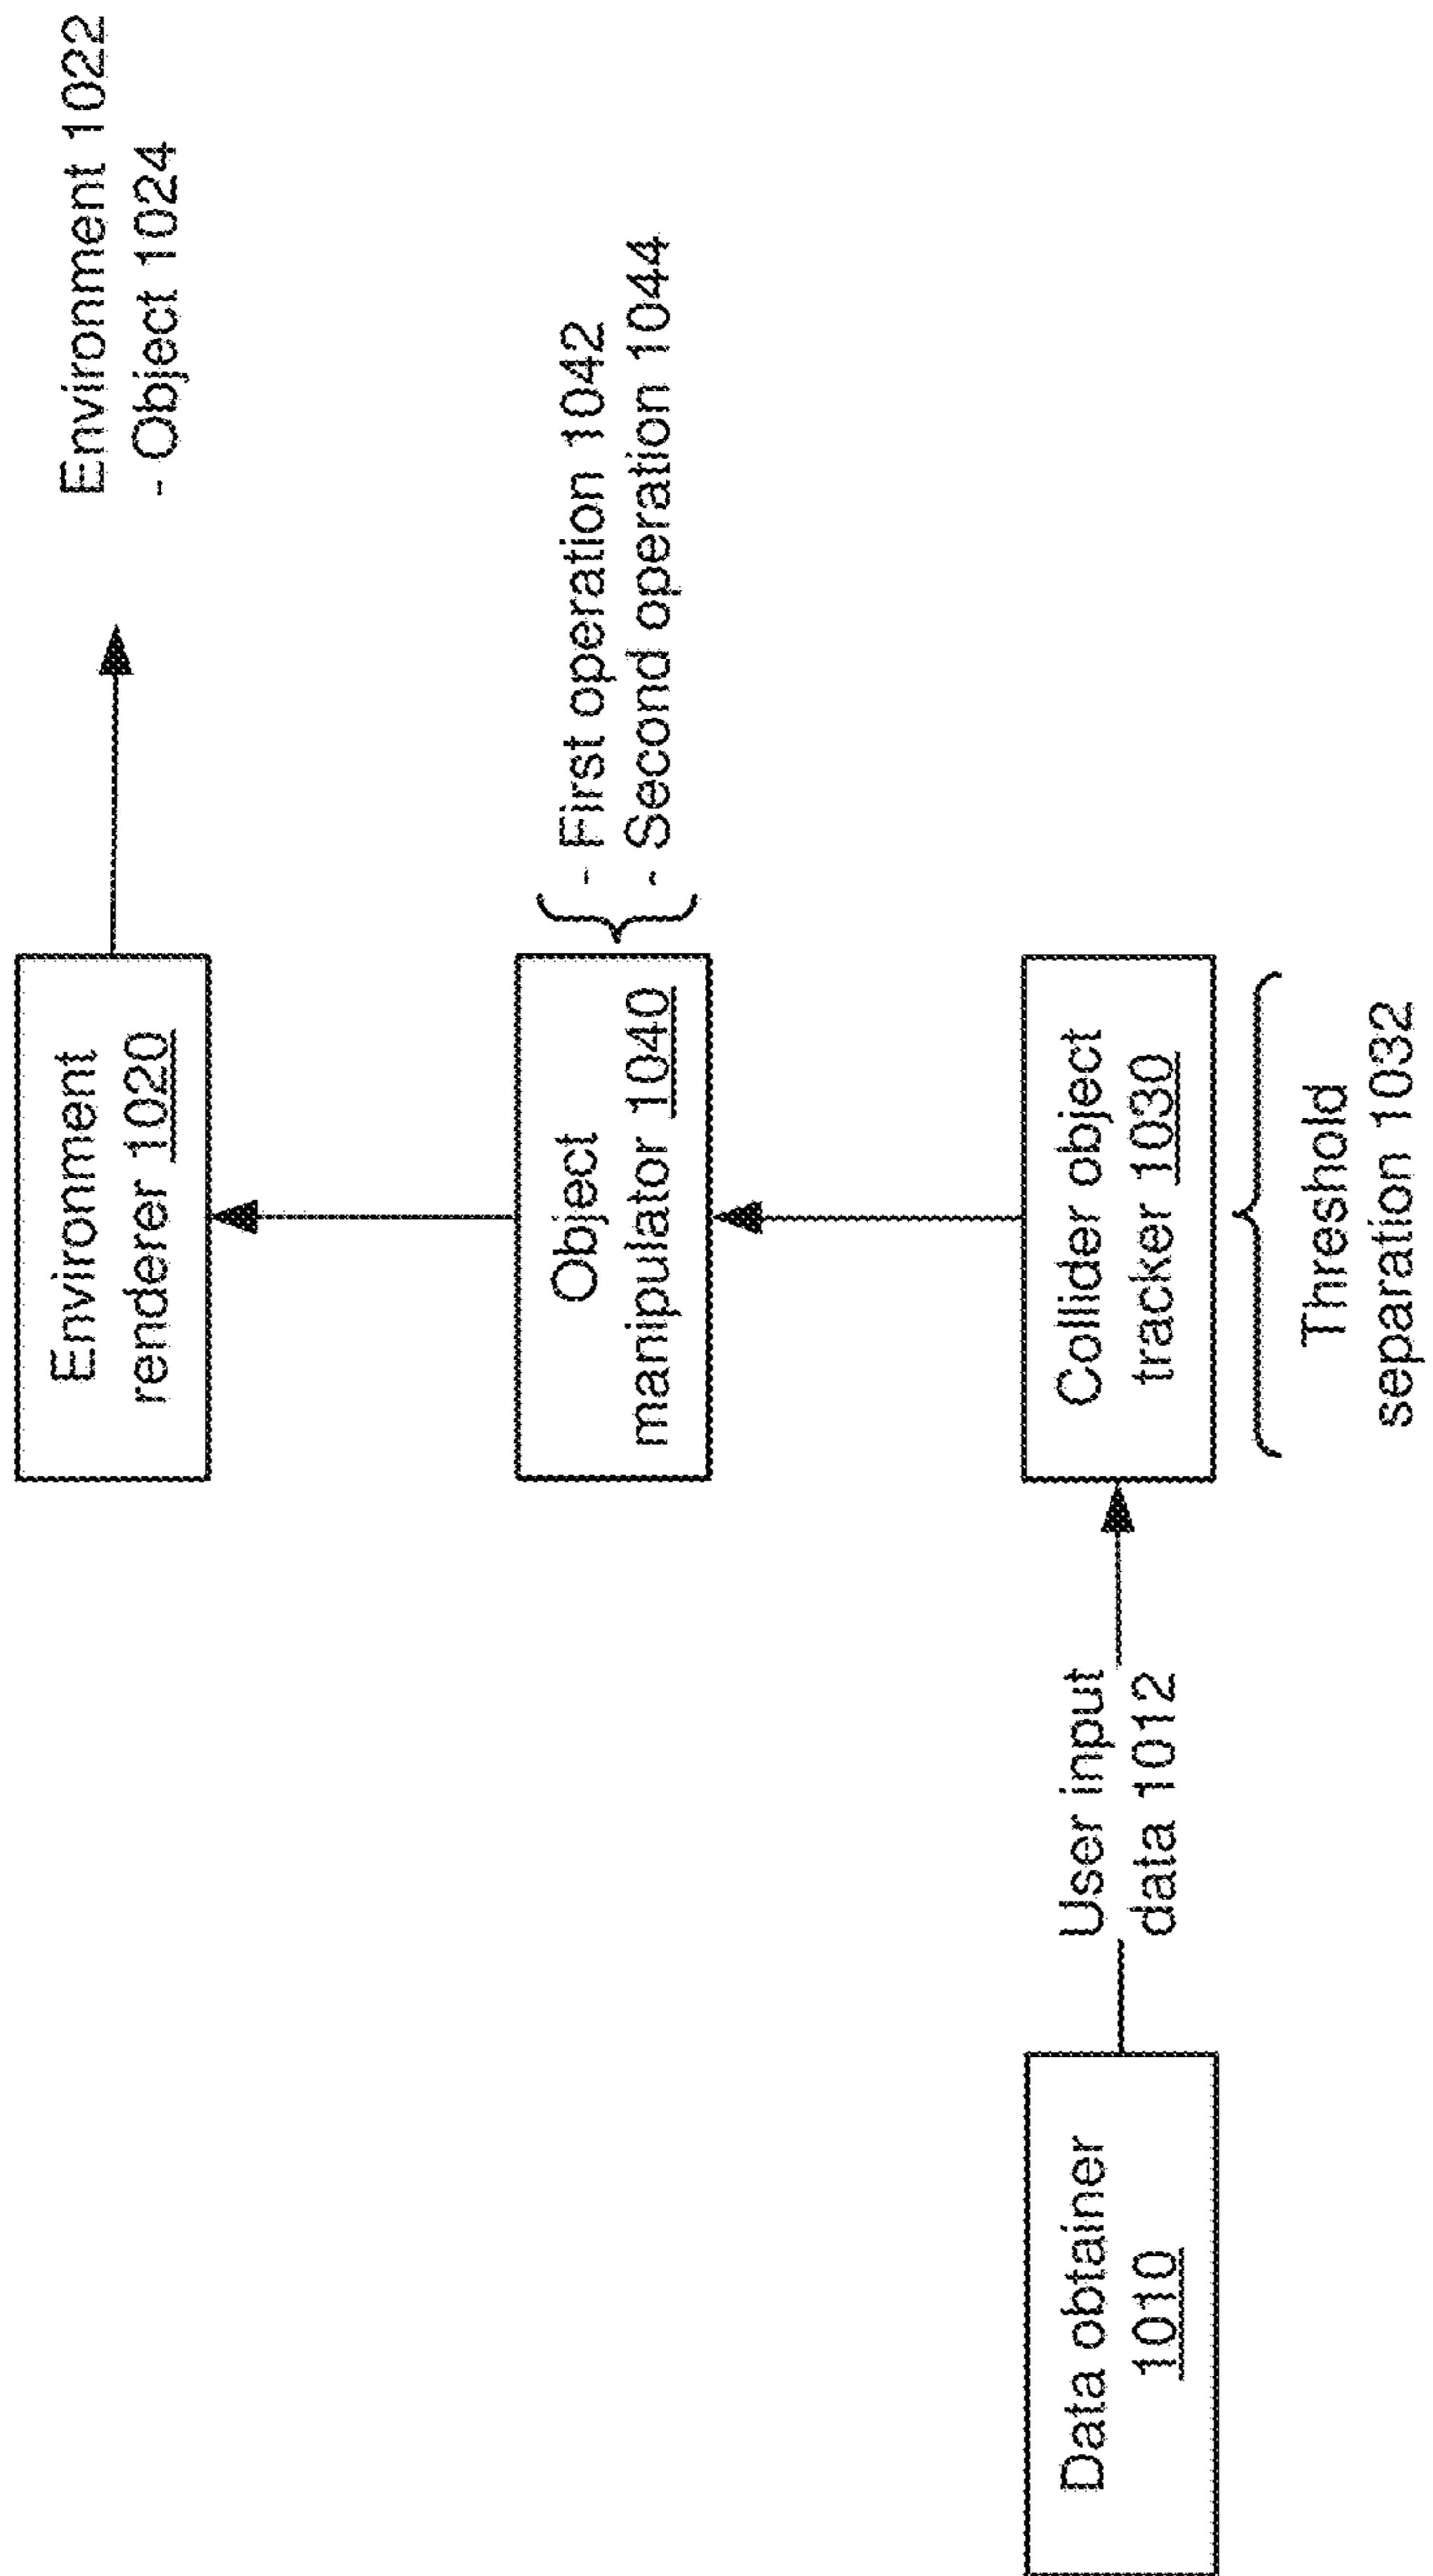 Environment
renderer 1020
Environment 1022
- Object 1024
Object
manipulator 1040
- First operation 1042
- Second operation 1044
Data obtainer
1010
User input
data 1012
Collider object
tracker 1030
Threshold
separation 1032